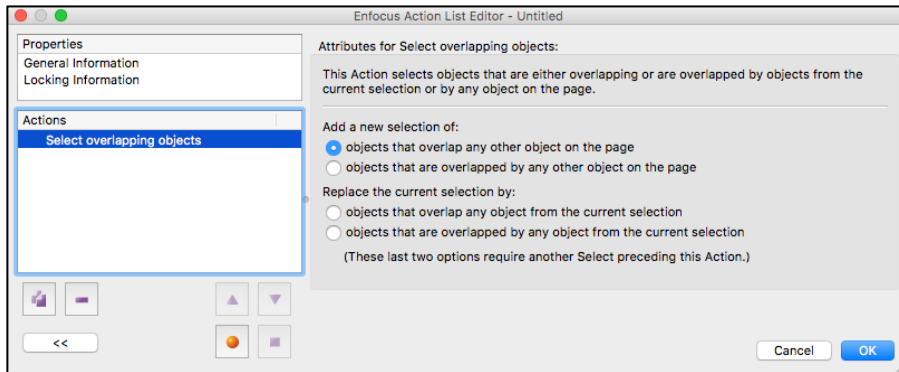 Enfocus Action List Editor - Untitled
Properties
General Information
Locking Information
Actions
Select overlapping objects
<<
Attributes for Select overlapping objects:
This Action selects objects that are either overlapping or are overlapped by objects from the
current selection or by any object on the page.
Add a new selection of:
objects that overlap any other object on the page
objects that are overlapped by any other object on the page
Replace the current selection by:
objects that overlap any object from the current selection
objects that are overlapped by any object from the current selection
(These last two options require another Select preceding this Action.)
Cancel
OK